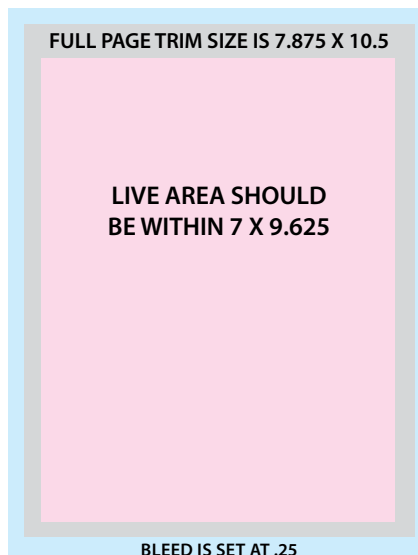 FULL PAGE TRIM SIZE IS 7.875 X 10.5
LIVE AREA SHOULD
BE WITHIN 7 X 9.625
BLEED IS SET AT .25